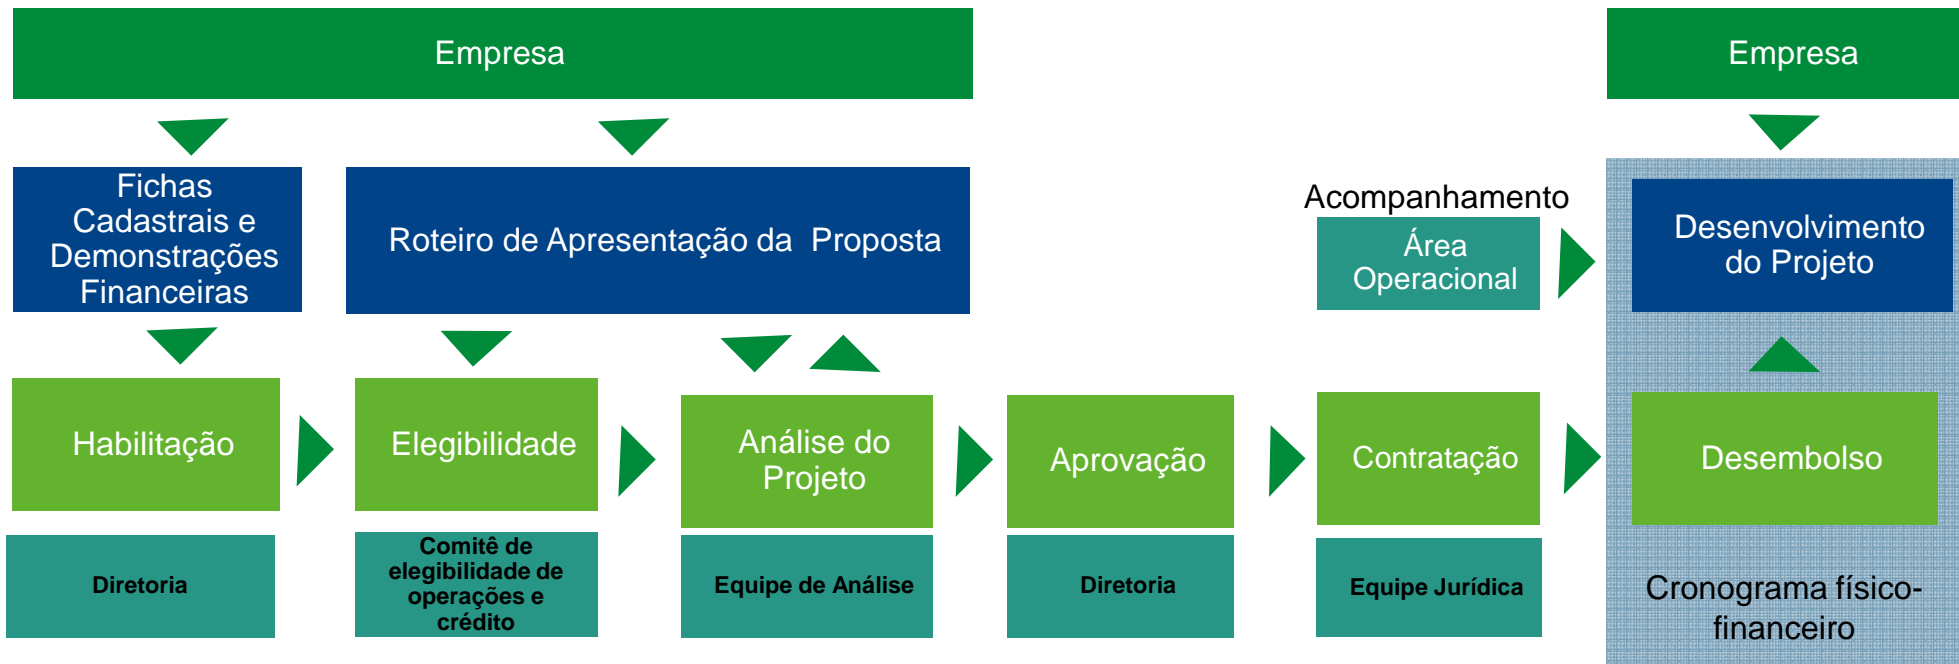 Empresa
Empresa
Fichas
Cadastrais e
Demonstrações
Financeiras
Roteiro de Apresentação da Proposta
Acompanhamento
Área
Operacional
Desenvolvimento
do Projeto
Habilitação
Elegibilidade
Análise do
Projeto
Aprovação
Contratação
Desembolso
Diretoria
Comitê de
elegibilidade de
operações e
crédito
Equipe de Análise
Diretoria
Equipe Jurídica
Cronograma físico-
financeiro